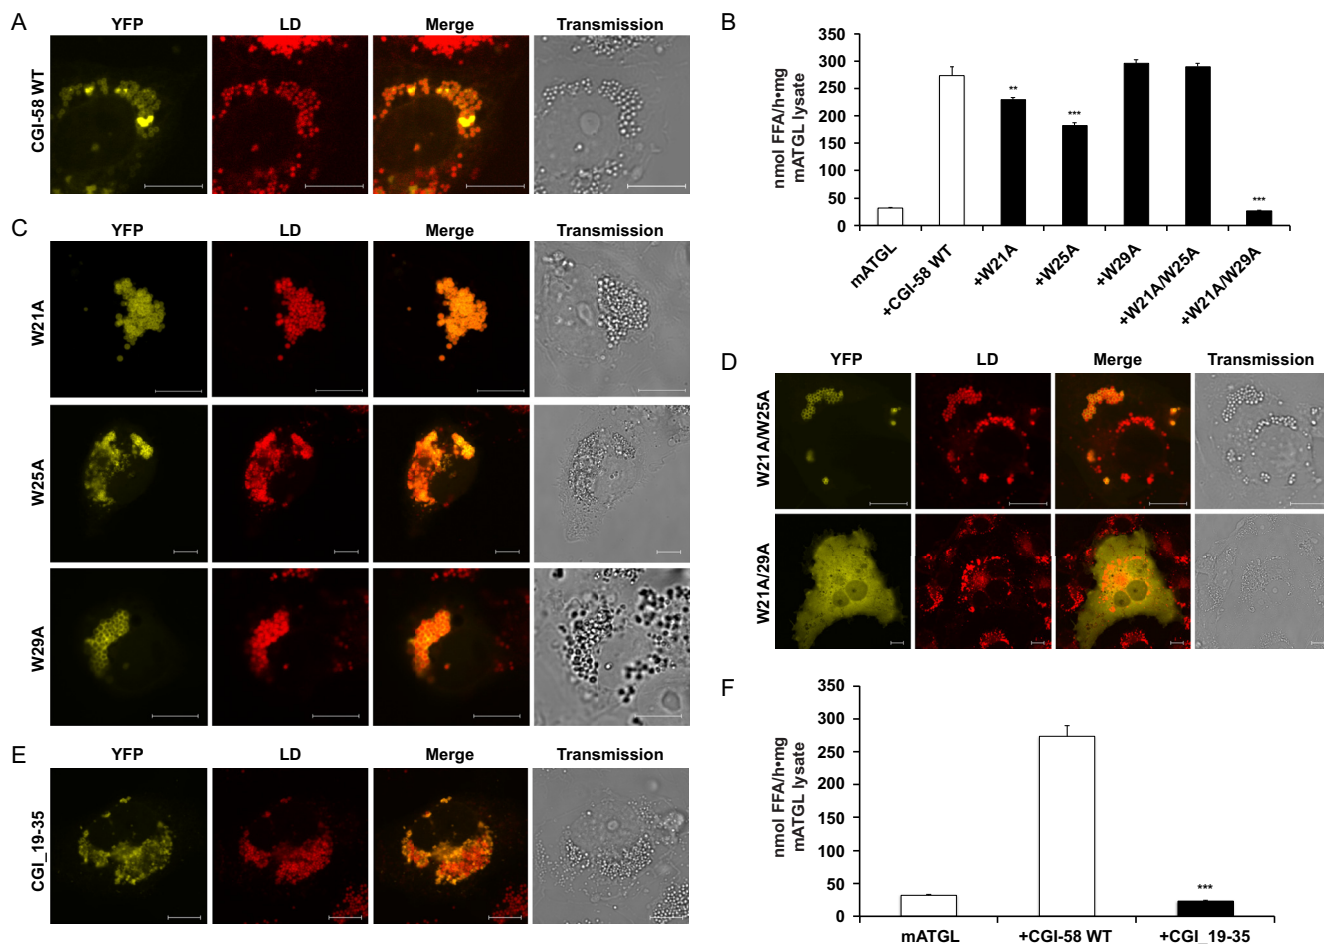 A
YFP
LD
Merge
Transmission
CGI-58 WT
B
nmol FFA/h•mg
mATGL lysate
350
300
250
200
150
100
50
0
**
***
***
mATGL
+CGI-58 WT
+W21A
+W25A
+W29A
+W21A/W25A
+W21A/W29A
C
YFP
LD
Merge
Transmission
W21A
W25A
W29A
D
YFP
LD
Merge
Transmission
W21A/W25A
W21A/29A
E
YFP
LD
Merge
Transmission
CGI_19-35
F
nmol FFA/h•mg
mATGL lysate
350
300
250
200
150
100
50
0
***
mATGL
+CGI-58 WT
+CGI_19-35